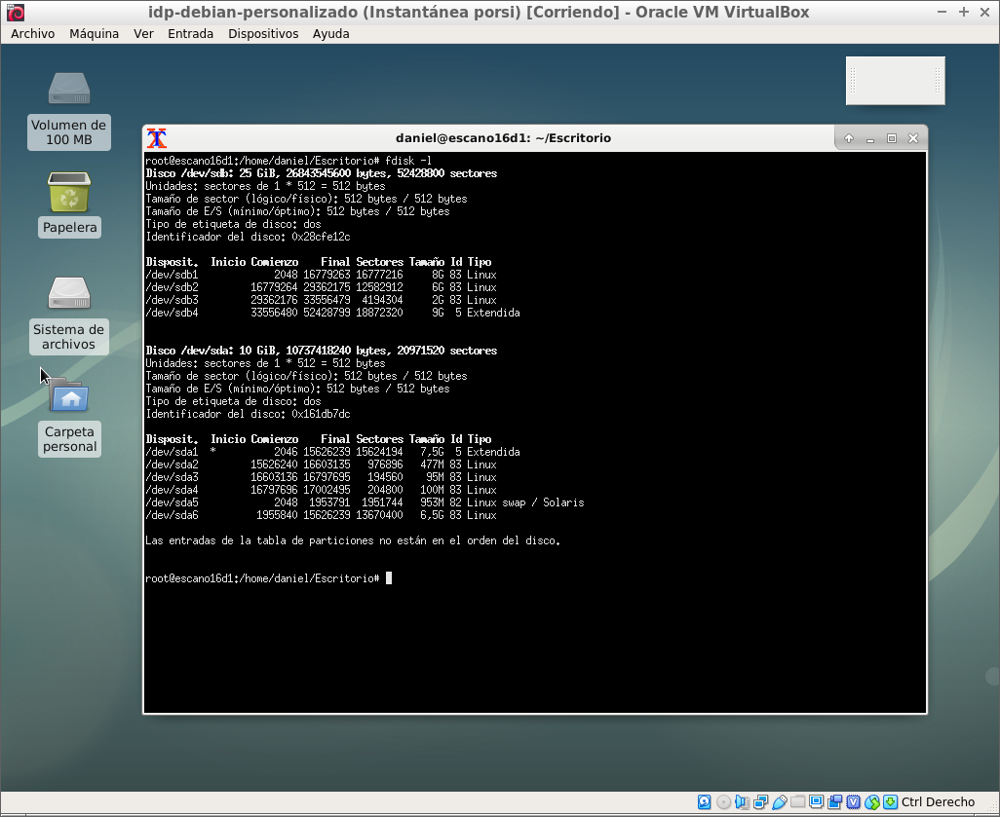 idp-debian-personalizado (Instantánea porsi) [Corriendo] - Oracle VM VirtualBox
Archivo Máquina Ver Entrada Dispositivos Ayuda
Volumen de
100 MB
Papelera
Sistema de
archivos
Carpeta
personal
daniel@escano16d1: ~/Escritorio
root@escano16d1:/home/daniel/Escritorio# fdisk -l
Disco /dev/sdb: 25 GiB, 26843545600 bytes, 52428800 sectores
Unidades: sectores de 1 * 512 = 512 bytes
Tamaño de sector (lógico/físico): 512 bytes / 512 bytes
Tamaño de E/S (mínimo/óptimo): 512 bytes / 512 bytes
Tipo de etiqueta de disco: dos
Identificador del disco: 0x28cfe12c
Disposit. Inicio Comienzo Final Sectores Tamaño Id Tipo
/dev/sdb1 2048 16779263 16777216 8G 83 Linux
/dev/sdb2 16779264 29362175 12582912 6G 83 Linux
/dev/sdb3 29362176 33556479 4194304 2G 83 Linux
/dev/sdb4 33556480 52428799 18872320 9G 5 Extendida
Disco /dev/sda: 10 GiB, 10737418240 bytes, 20971520 sectores
Unidades: sectores de 1 * 512 = 512 bytes
Tamaño de sector (lógico/físico): 512 bytes / 512 bytes
Tamaño de E/S (mínimo/óptimo): 512 bytes / 512 bytes
Tipo de etiqueta de disco: dos
Identificador del disco: 0x161db7dc
Disposit. Inicio Comienzo Final Sectores Tamaño Id Tipo
/dev/sda1 * 2046 15626239 15624194 7,5G 5 Extendida
/dev/sda2 15626240 16603135 976896 477M 83 Linux
/dev/sda3 16603136 16797695 194560 95M 83 Linux
/dev/sda4 16797696 17002495 204800 100M 83 Linux
/dev/sda5 2048 1953791 1951744 953M 82 Linux swap / Solaris
/dev/sda6 1955840 15626239 13670400 6,5G 83 Linux
Las entradas de la tabla de particiones no están en el orden del disco.
root@escano16d1:/home/daniel/Escritorio#
Ctrl Derecho